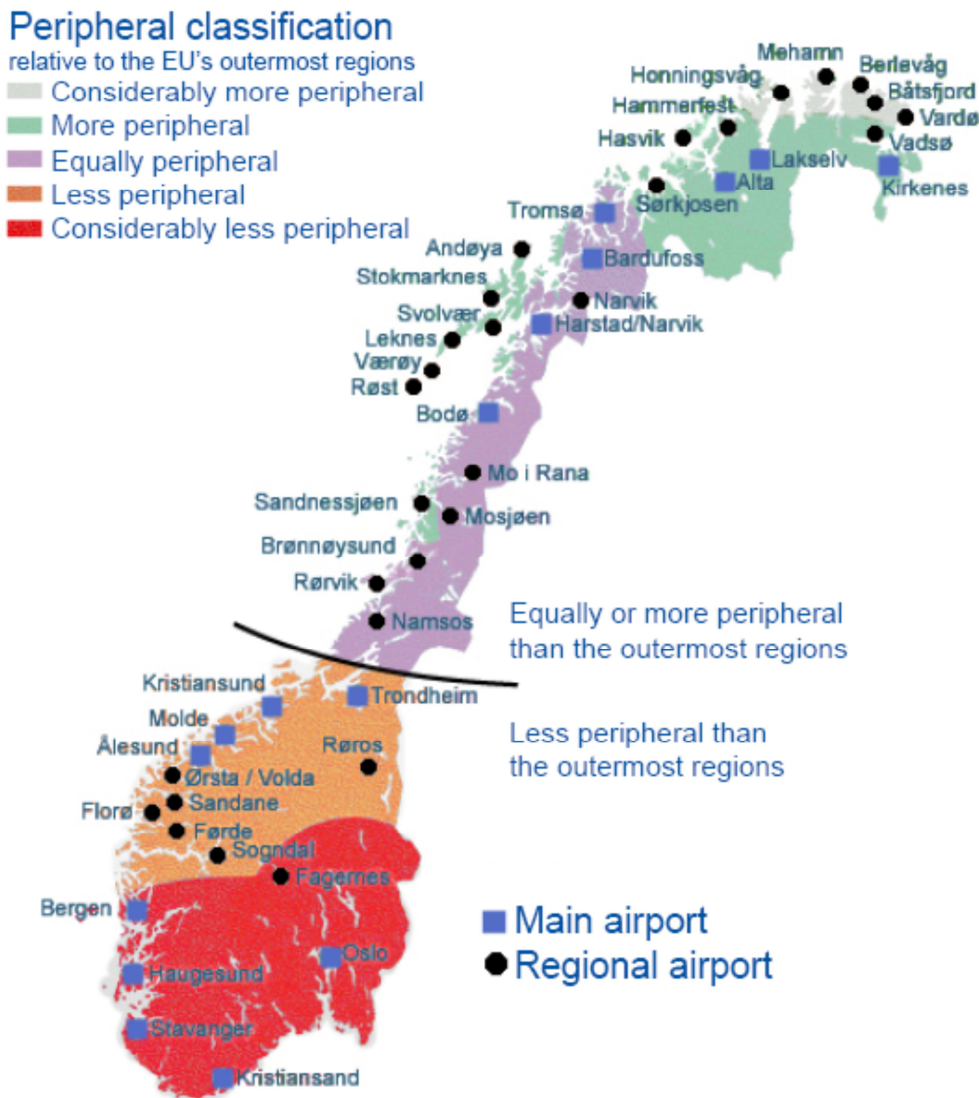 Peripheral classification
relative to the EU's outermost regions
Considerably more peripheral
More peripheral
Equally peripheral
Less peripheral
Considerably less peripheral
Mehamn
Berlevåg
Honningsvåg
Båtsfjord
Hammerfest
Vardø
Hasvik
Vadsø
Lakselv
Alta
Kirkenes
Sørkjosen
Tromsø
Andøya
Bardufoss
Stokmarknes
Narvik
Svolvær
Harstad/Narvik
Leknes
Værøy
Røst
Bodø
Mo i Rana
Sandnessjøen
Mosjøen
Brønnøysund
Rørvik
Namsos
Equally or more peripheral
than the outermost regions
Kristiansund
Trondheim
Molde
Less peripheral than
the outermost regions
Ålesund
Røros
Ørsta / Volda
Sandane
Florø
Førde
Sogndal
Fagernes
Bergen
Main airport
Oslo
Regional airport
Haugesund
Stavanger
Kristiansand